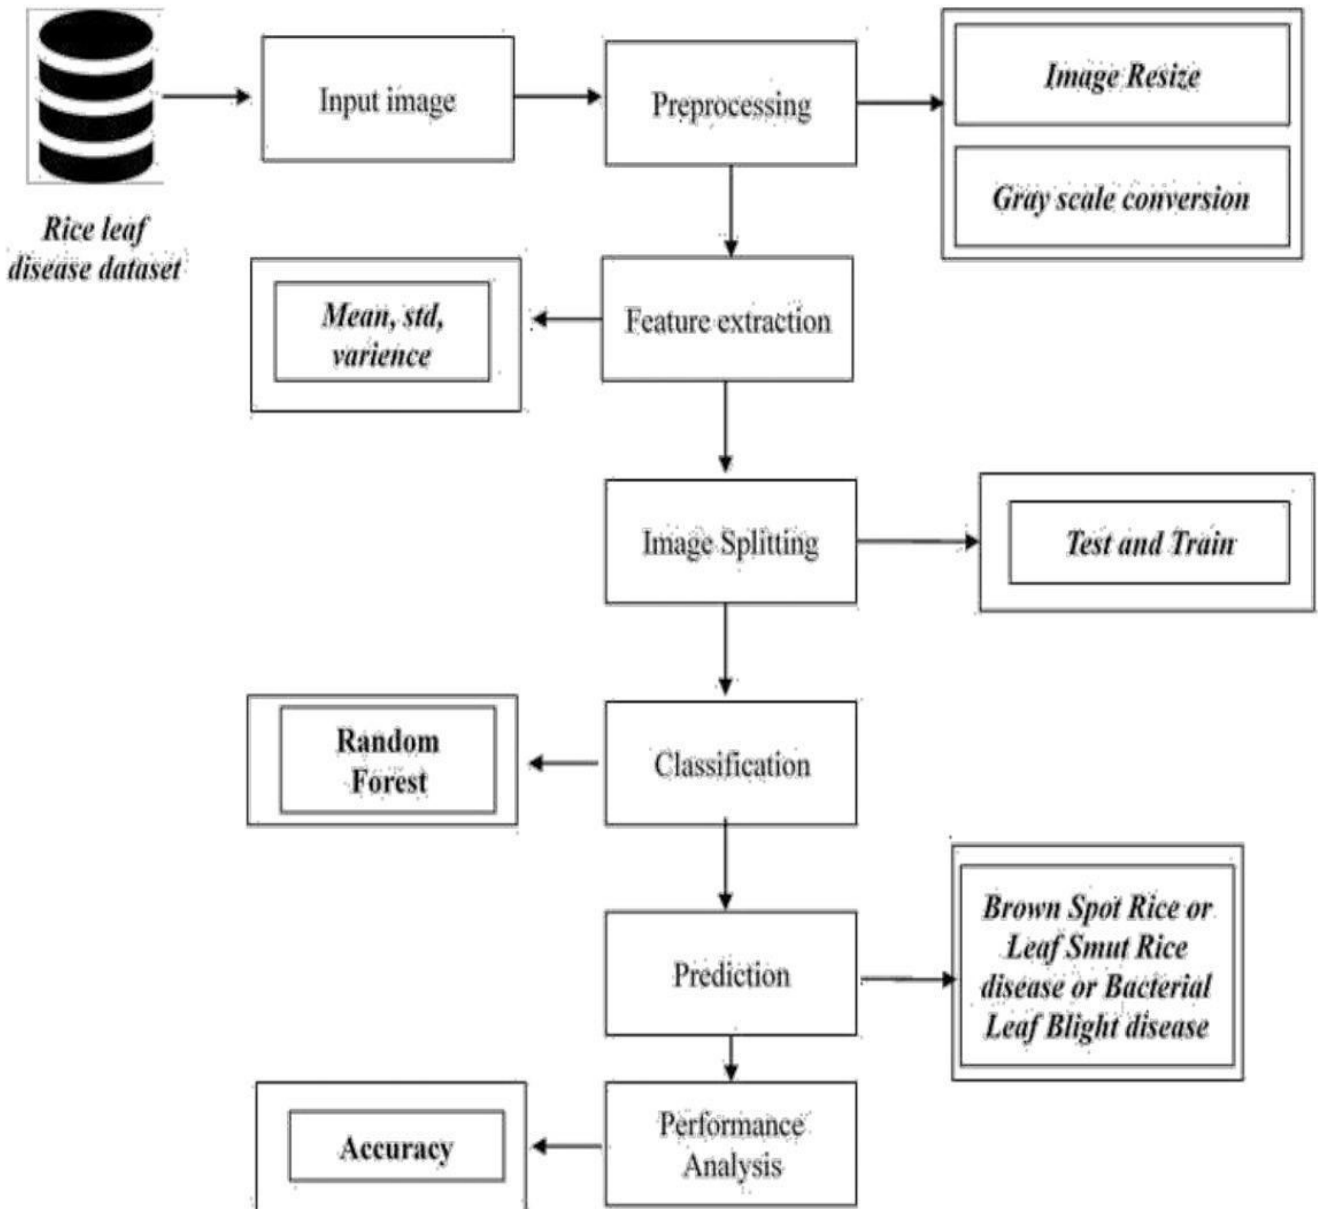 Input image
Preprocessing
Image Resize
Gray scale conversion
Rice leaf
disease dataset
Mean, std,
varience
Feature extraction
Image Splitting
Test and Train
Random
Forest
Classification
Prediction
Brown Spot Rice or
Leaf Smut Rice
disease or Bacterial
Leaf Blight disease
Accuracy
Performance
Analysis